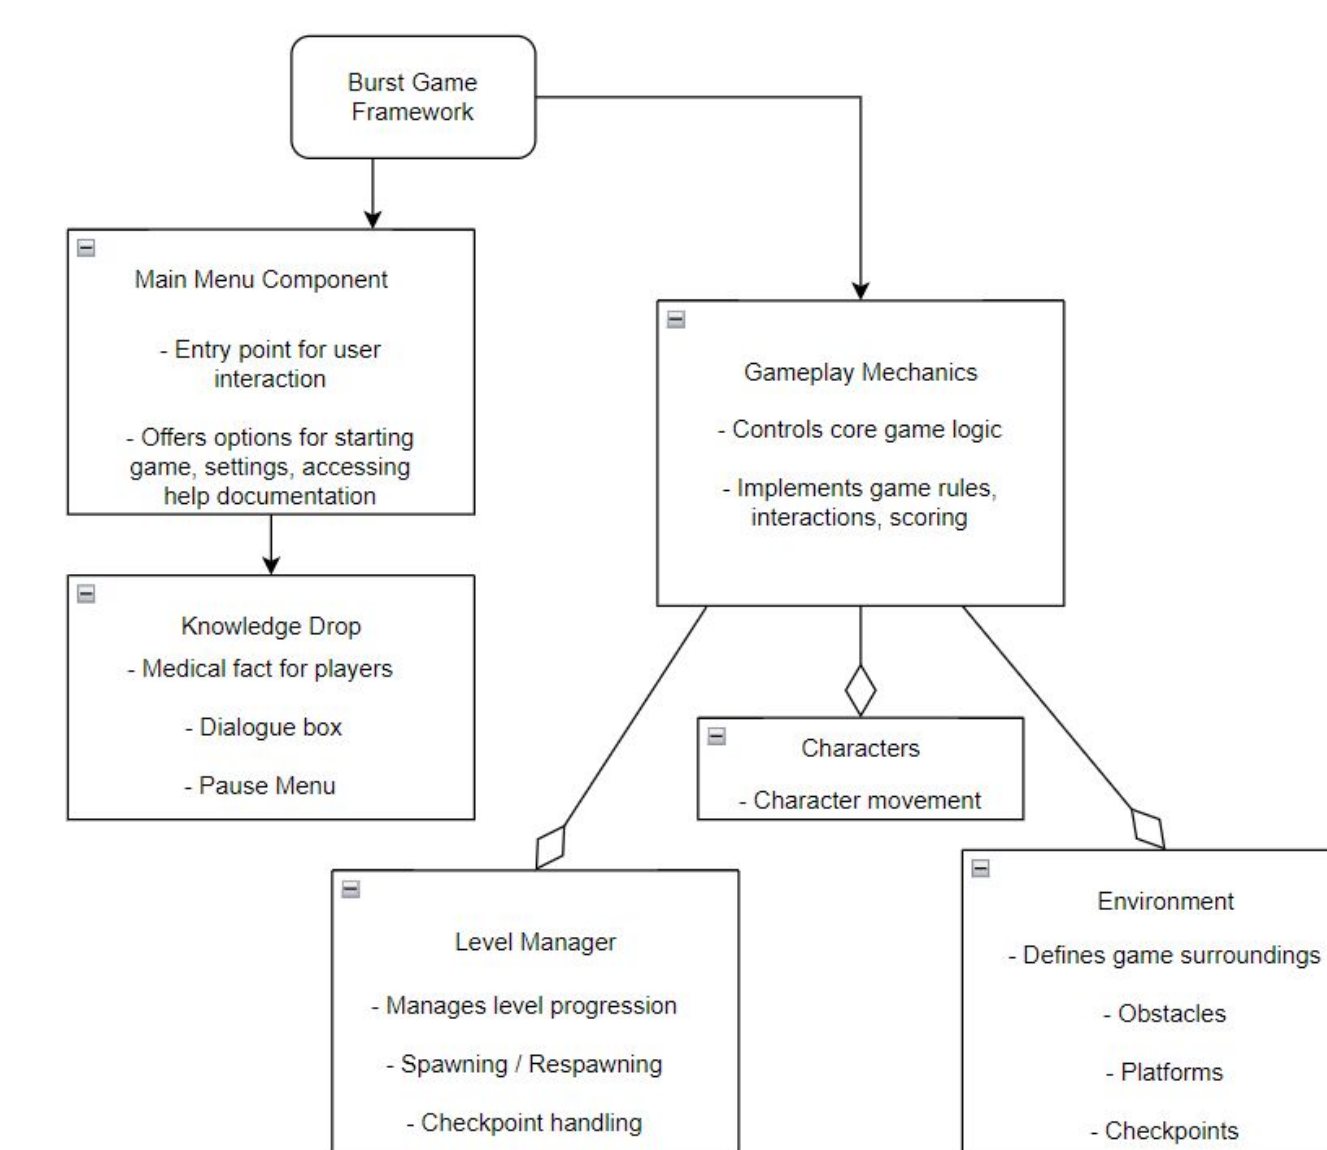 Burst Game
Framework
Main Menu Component
- Entry point for user
interaction
- Offers options for starting
game, settings, accessing
help documentation
Gameplay Mechanics
- Controls core game logic
- Implements game rules,
interactions, scoring
Knowledge Drop
- Medical fact for players
- Dialogue box
- Pause Menu
Characters
- Character movement
Level Manager
- Manages level progression
- Spawning / Respawning
- Checkpoint handling
Environment
- Defines game surroundings
- Obstacles
- Platforms
- Checkpoints